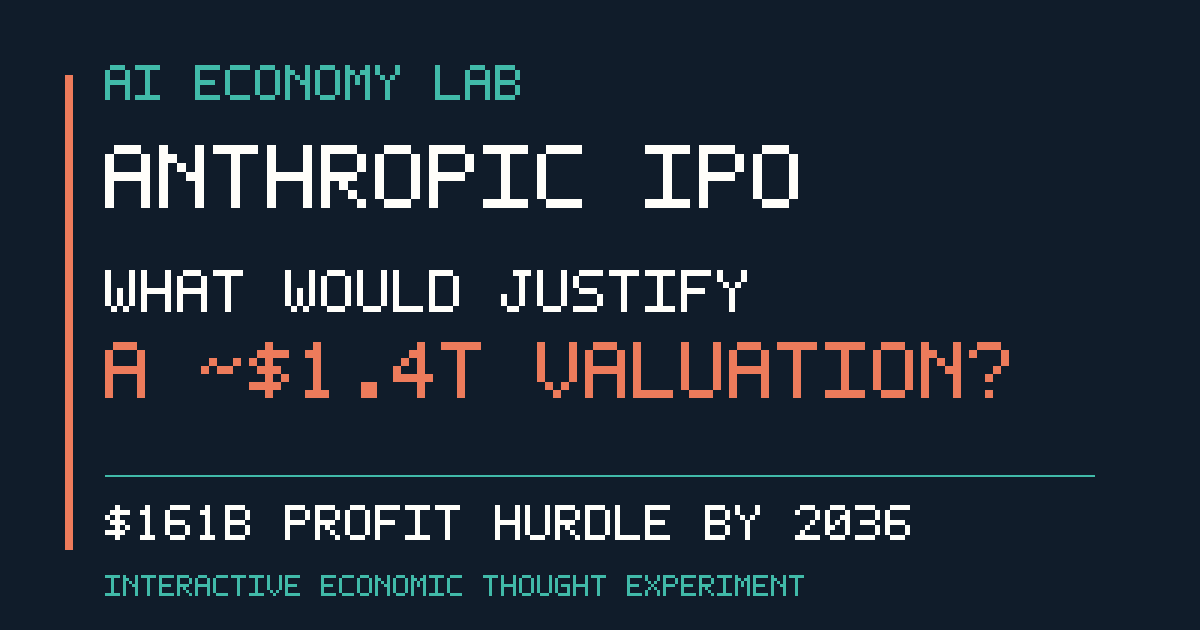 AI ECONOMY LAB
ANTHROPIC IPO
WHAT WOULD JUSTIFY
A ~$1.4T VALUATION?
$161B PROFIT HURDLE BY 2036
INTERACTIVE ECONOMIC THOUGHT EXPERIMENT